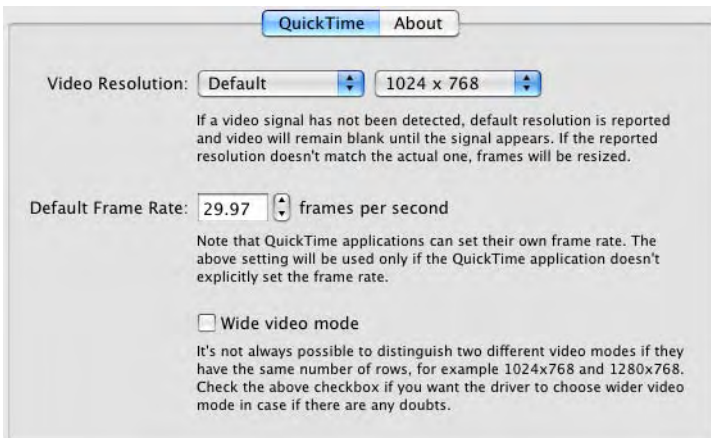 QuickTime About
Video Resolution: Default 1024 x 768
If a video signal has not been detected, default resolution is reported
and video will remain blank until the signal appears. If the reported
resolution doesn't match the actual one, frames will be resized.
Default Frame Rate: 29.97 frames per second
Note that QuickTime applications can set their own frame rate. The
above setting will be used only if the QuickTime application doesn't
explicitly set the frame rate.
Wide video mode
It's not always possible to distinguish two different video modes if they
have the same number of rows, for example 1024x768 and 1280x768.
Check the above checkbox if you want the driver to choose wider video
mode in case if there are any doubts.